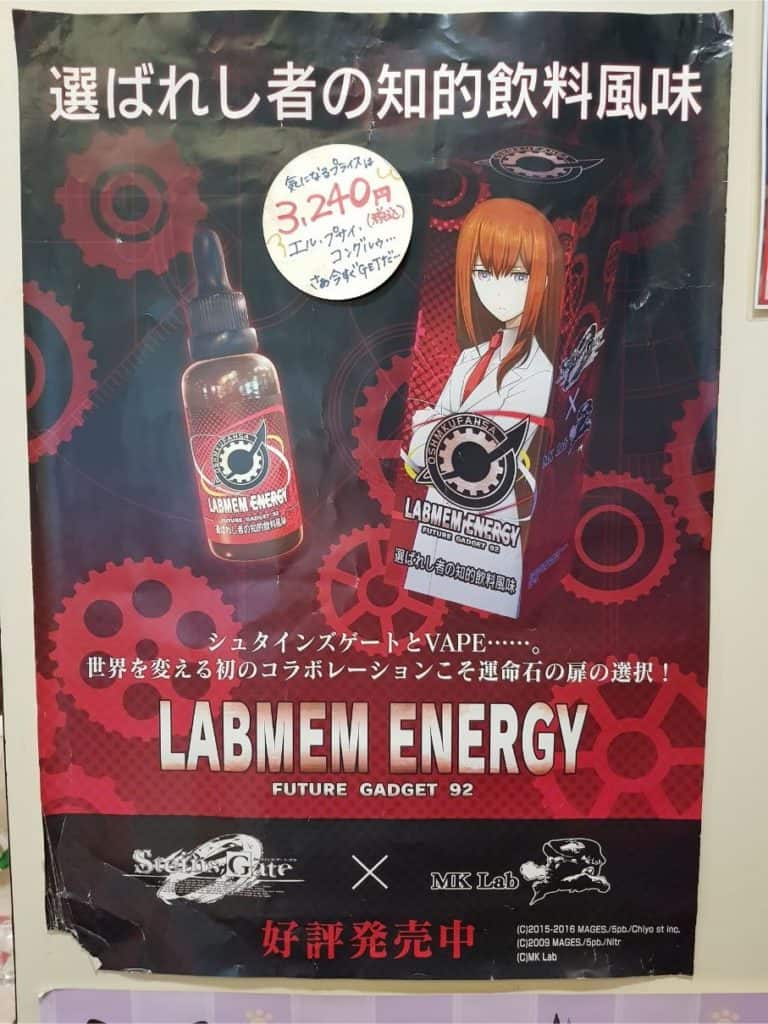 選ばれし者の知的飲料風味
気になるプライスは
3,240円
(税込)
エル・プサイ・
コングルゥ…
さぁ今すぐGETだー
OSHMKUFAHSA
LABMEM ENERGY
FUTURE GADGET 92
選ばれし者の知的飲料風味
OSHMKUFAHSA
LABMEM ENERGY
FUTURE GADGET 92
選ばれし者の知的飲料風味
×
MK Lab
シュタインズゲートとVAPE……。
世界を変える初のコラボレーションこそ運命石の扉の選択！
LABMEM ENERGY
FUTURE GADGET 92
Steins;Gate
×
MK Lab
好評発売中
(C)2015-2016 MAGES./5pb./Chiyo st inc.
(C)2009 MAGES./5pb./Nitr
(C)MK Lab